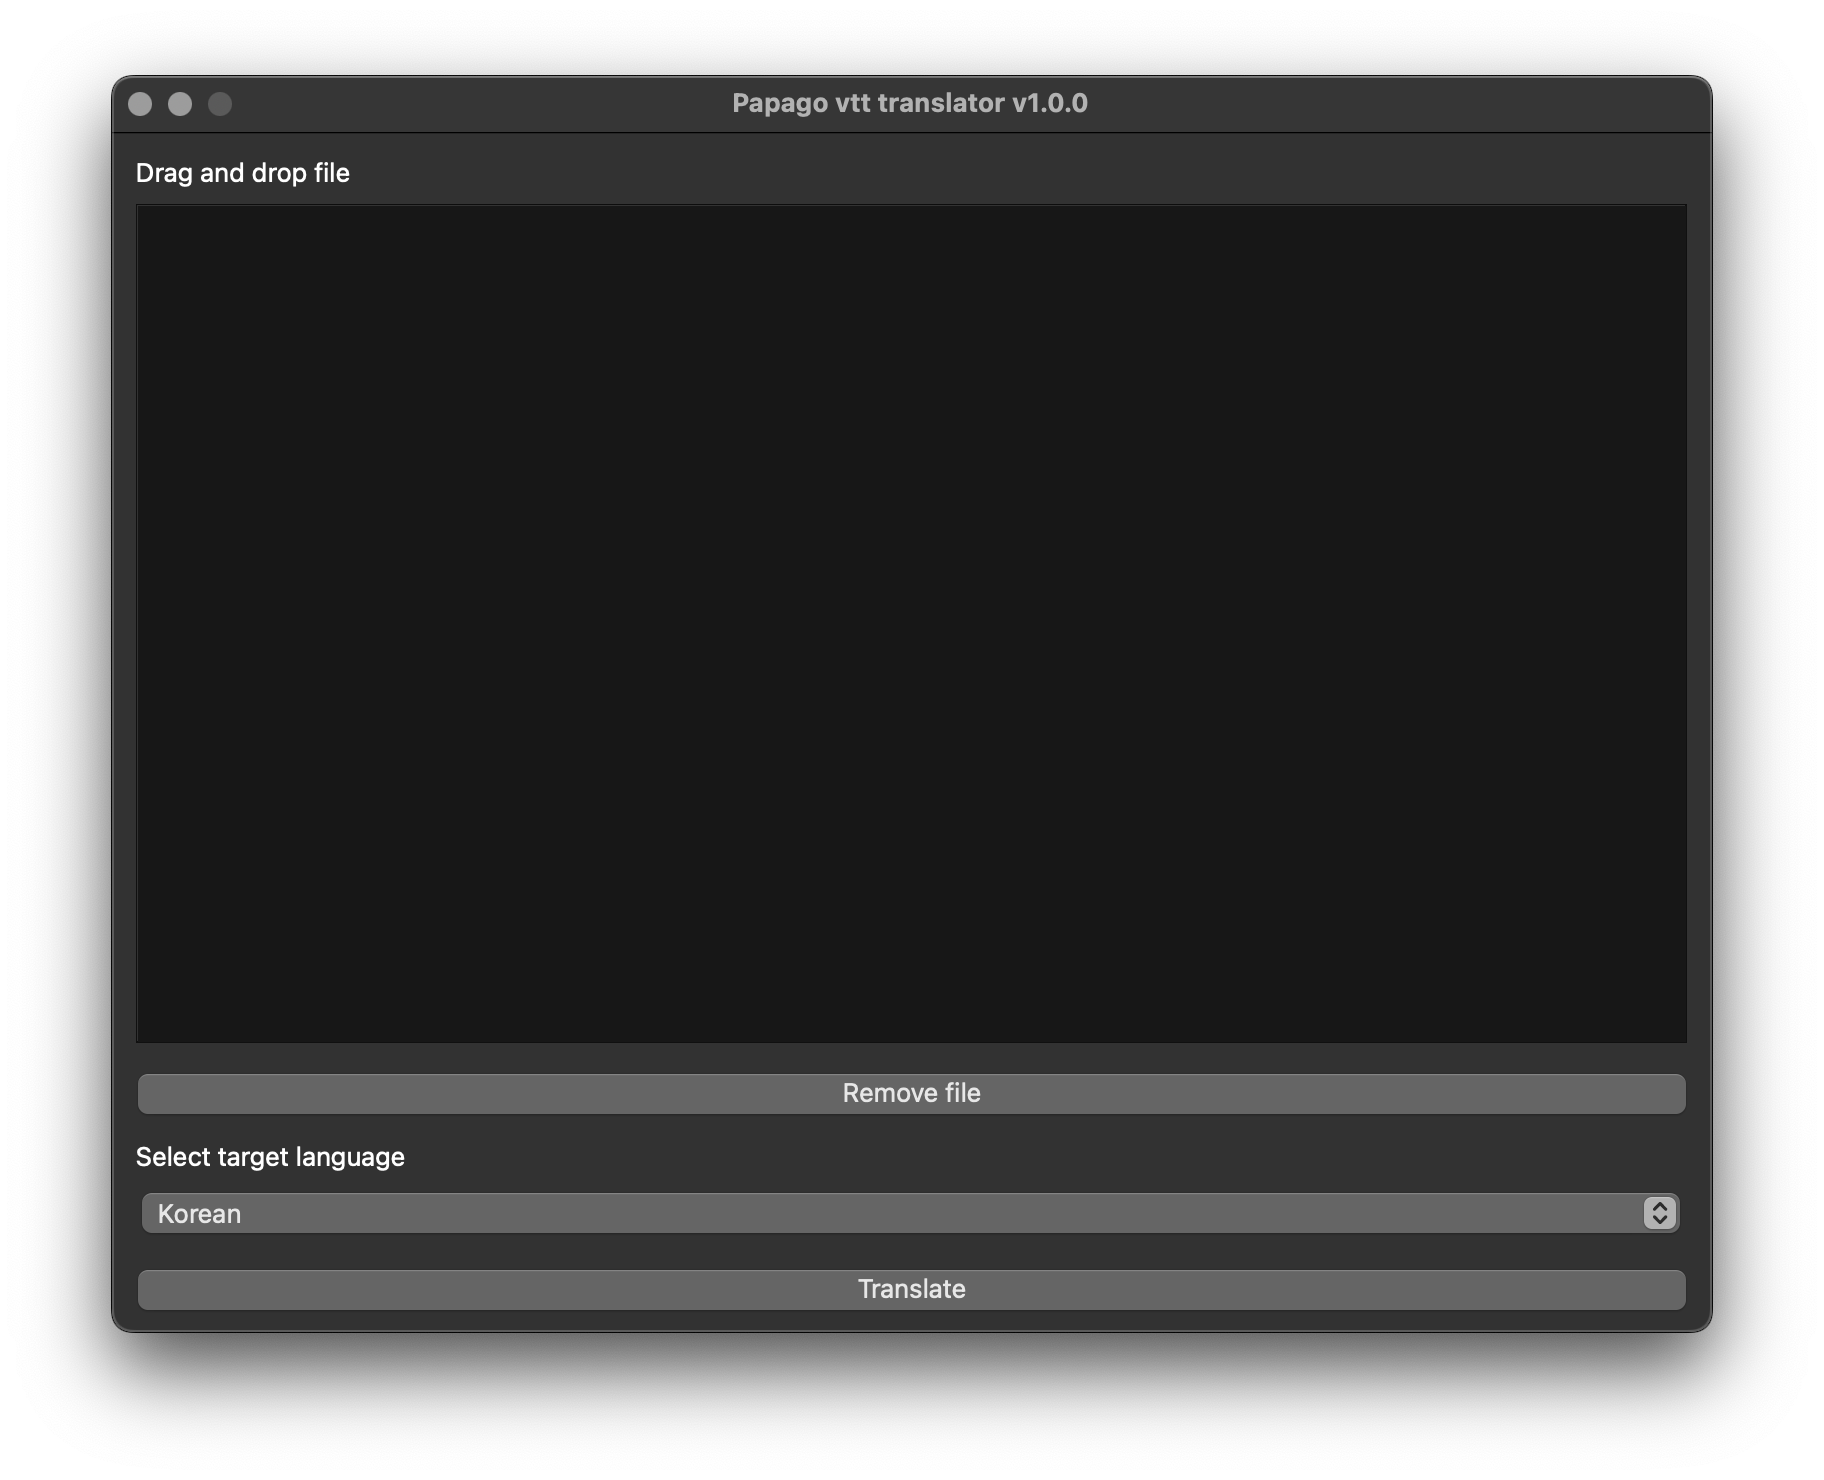 Papago vtt translator v1.0.0
Drag and drop file
Remove file
Select target language
Korean
Translate